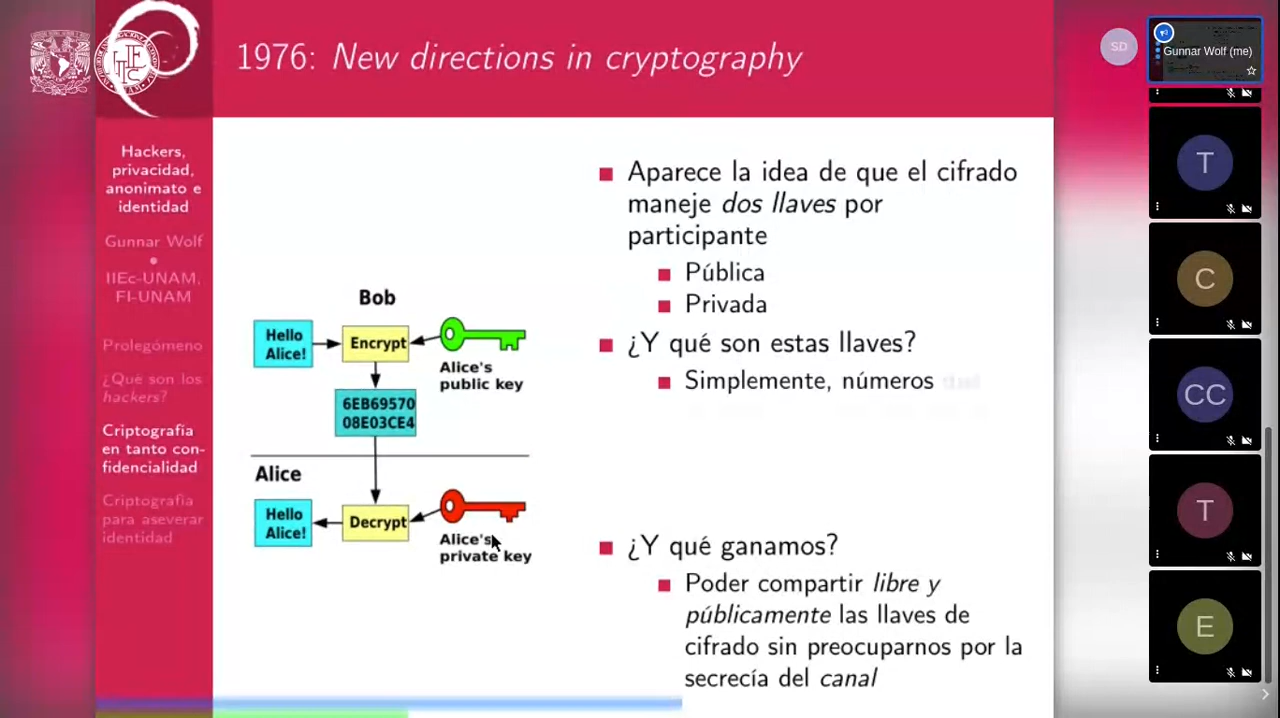 1976: New directions in cryptography
SD
Gunnar Wolf (me)
Hackers,
privacidad,
anonimato e
identidad
Gunnar Wolf
IIEc-UNAM,
FI-UNAM
Prolegómeno
¿Qué son los
hackers?
Criptografía
en tanto con-
fidencialidad
Criptografía
para aseverar
identidad
Bob
Hello
Alice!
Encrypt
Alice's
public key
6EB69570
08E03CE4
Alice
Hello
Alice!
Decrypt
Alice's
private key
Aparece la idea de que el cifrado
maneje dos llaves por
participante
Pública
Privada
¿Y qué son estas llaves?
Simplemente, números
¿Y qué ganamos?
Poder compartir libre y
públicamente las llaves de
cifrado sin preocuparnos por la
secrecía del canal
T
C
CC
T
E